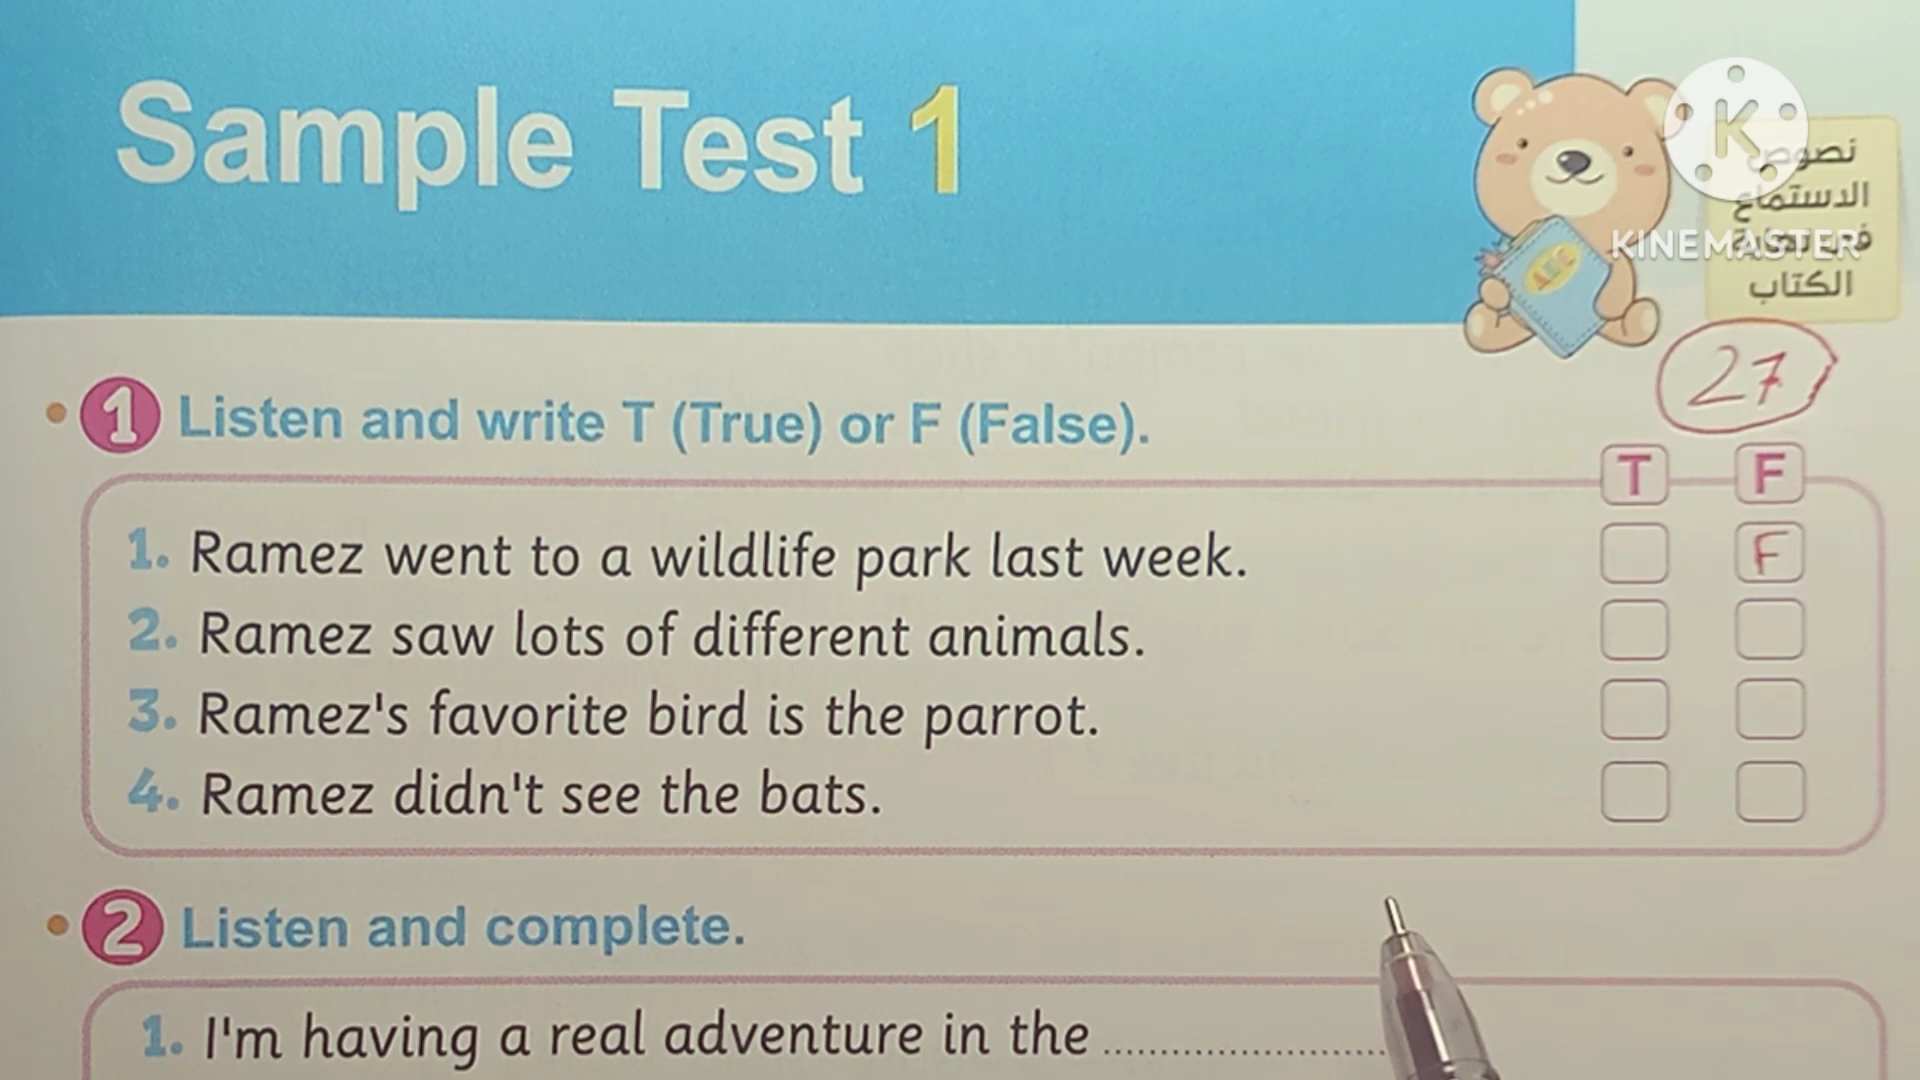 Sample Test 1
K
KINEMASTER
نصوص
الاستماع
في نهاية
الكتاب
27
1 Listen and write T (True) or F (False).
T F
1. Ramez went to a wildlife park last week. F
2. Ramez saw lots of different animals.
3. Ramez's favorite bird is the parrot.
4. Ramez didn't see the bats.
2 Listen and complete.
1. I'm having a real adventure in the ........................